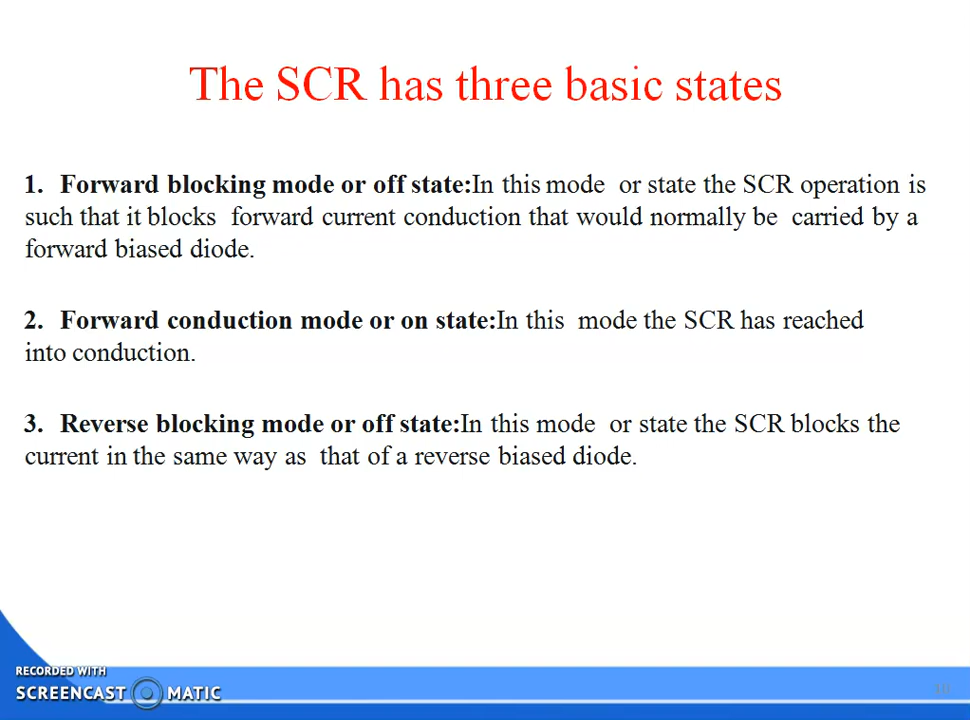 The SCR has three basic states
1. Forward blocking mode or off state:In this mode or state the SCR operation is
such that it blocks forward current conduction that would normally be carried by a
forward biased diode.
2. Forward conduction mode or on state:In this mode the SCR has reached
into conduction.
3. Reverse blocking mode or off state:In this mode or state the SCR blocks the
current in the same way as that of a reverse biased diode.
RECORDED WITH
SCREENCAST MATIC